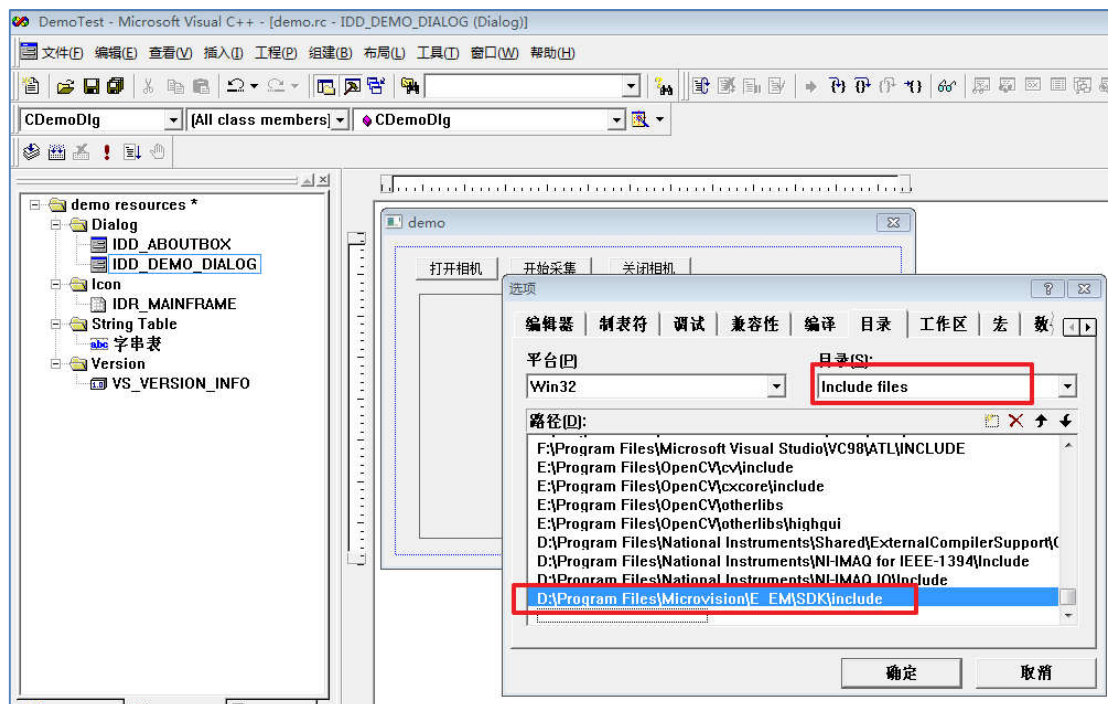 DemoTest - Microsoft Visual C++ - [demo.rc - IDD_DEMO_DIALOG (Dialog)]
文件(F) 编辑(E) 查看(V) 插入(I) 工程(P) 组建(B) 布局(L) 工具(T) 窗口(W) 帮助(H)
CDemoDlg [All class members] CDemoDlg
demo resources *
Dialog
IDD_ABOUTBOX
IDD_DEMO_DIALOG
Icon
IDR_MAINFRAME
String Table
abc 字串表
Version
VS_VERSION_INFO
demo
打开相机 开始采集 关闭相机
选项
编辑器 制表符 调试 兼容性 编译 目录 工作区 宏 数
平台(P) 目录(S):
Win32 Include files
路径(D):
F:\Program Files\Microsoft Visual Studio\VC98\ATL\INCLUDE
E:\Program Files\OpenCV\cv\include
E:\Program Files\OpenCV\cxcore\include
E:\Program Files\OpenCV\otherlibs
E:\Program Files\OpenCV\otherlibs\highgui
D:\Program Files\National Instruments\Shared\ExternalCompilerSupport\C
D:\Program Files\National Instruments\NI-IMAQ for IEEE-1394\Include
D:\Program Files\National Instruments\NI-IMAQ IO\Include
D:\Program Files\Microvision\E_EM\SDK\include
确定 取消